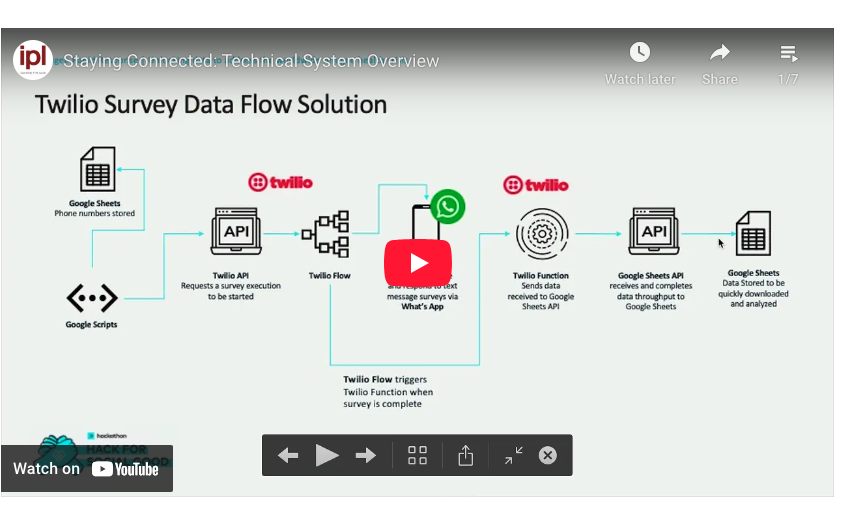 ipl
Staying Connected: Technical System Overview
Watch later
Share
1/7
Twilio Survey Data Flow Solution
Google Sheets
Phone numbers stored
twilio
twilio
API
API
Twilio API
Requests a survey execution
to be started
Twilio Flow
and respond to text
message surveys via
What's App
Twilio Function
Sends data
received to Google
Sheets API
Google Sheets API
receives and completes
data throughput to
Google Sheets
Google Sheets
Data Stored to be
quickly downloaded
and analyzed
Google Scripts
Twilio Flow triggers
Twilio Function when
survey is complete
hackathon
HACK FOR
Watch on YouTube